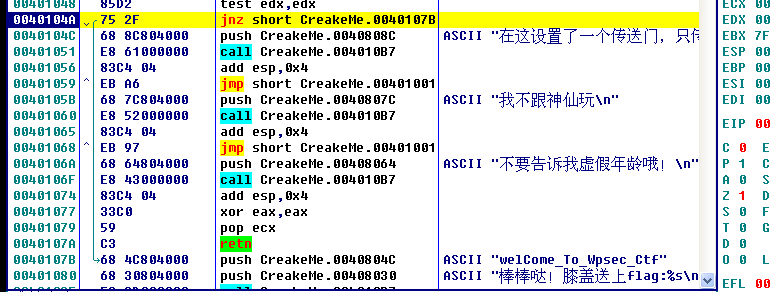 00401048 85D2 test edx,edx ECX 00
0040104A 75 2F jnz short CreakeMe.0040107B EDX 00
0040104C 68 8C804000 push CreakeMe.0040808C ASCII "在这设置了一个传送门，只传 EBX 7F
00401051 E8 61000000 call CreakeMe.004010B7 ESP 00
00401056 83C4 04 add esp,0x4 EBP 00
00401059 EB A6 jmp short CreakeMe.00401001 ESI 00
0040105B 68 7C804000 push CreakeMe.0040807C ASCII "我不跟神仙玩\n" EDI 00
00401060 E8 52000000 call CreakeMe.004010B7
00401065 83C4 04 add esp,0x4 EIP 00
00401068 EB 97 jmp short CreakeMe.00401001 C 0 E
0040106A 68 64804000 push CreakeMe.00408064 ASCII "不要告诉我虚假年龄哦！\n" P 1 C
0040106F E8 43000000 call CreakeMe.004010B7 A 0 S
00401074 83C4 04 add esp,0x4 Z 1 D
00401077 33C0 xor eax,eax S 0 F
00401079 59 pop ecx T 0 G
0040107A C3 retn D 0
0040107B 68 4C804000 push CreakeMe.0040804C ASCII "welCome_To_Wpsec_Ctf" O 0 L
00401080 68 30804000 push CreakeMe.00408030 ASCII "棒棒哒！膝盖送上flag:%s\n
EFL 00